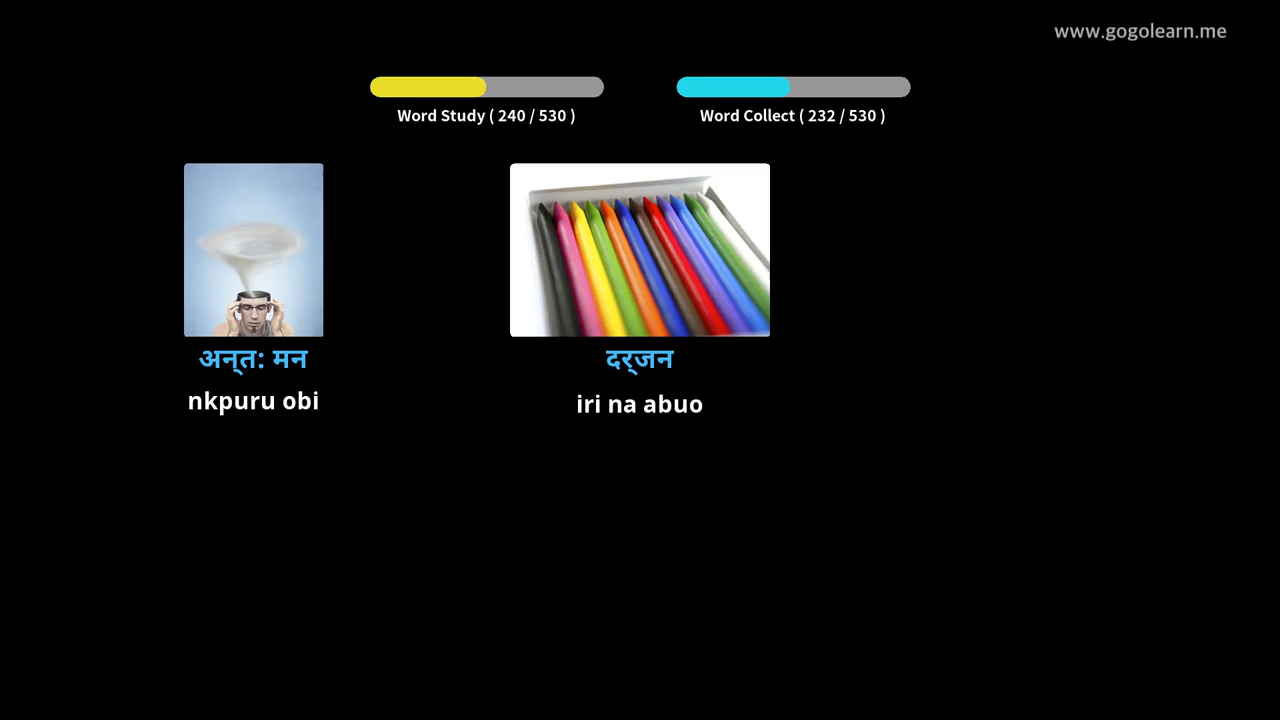 www.gogolearn.me
Word Study ( 240 / 530 )
Word Collect ( 232 / 530 )
अन्‌त: मन
nkpuru obi
दर्‌जन
iri na abuo